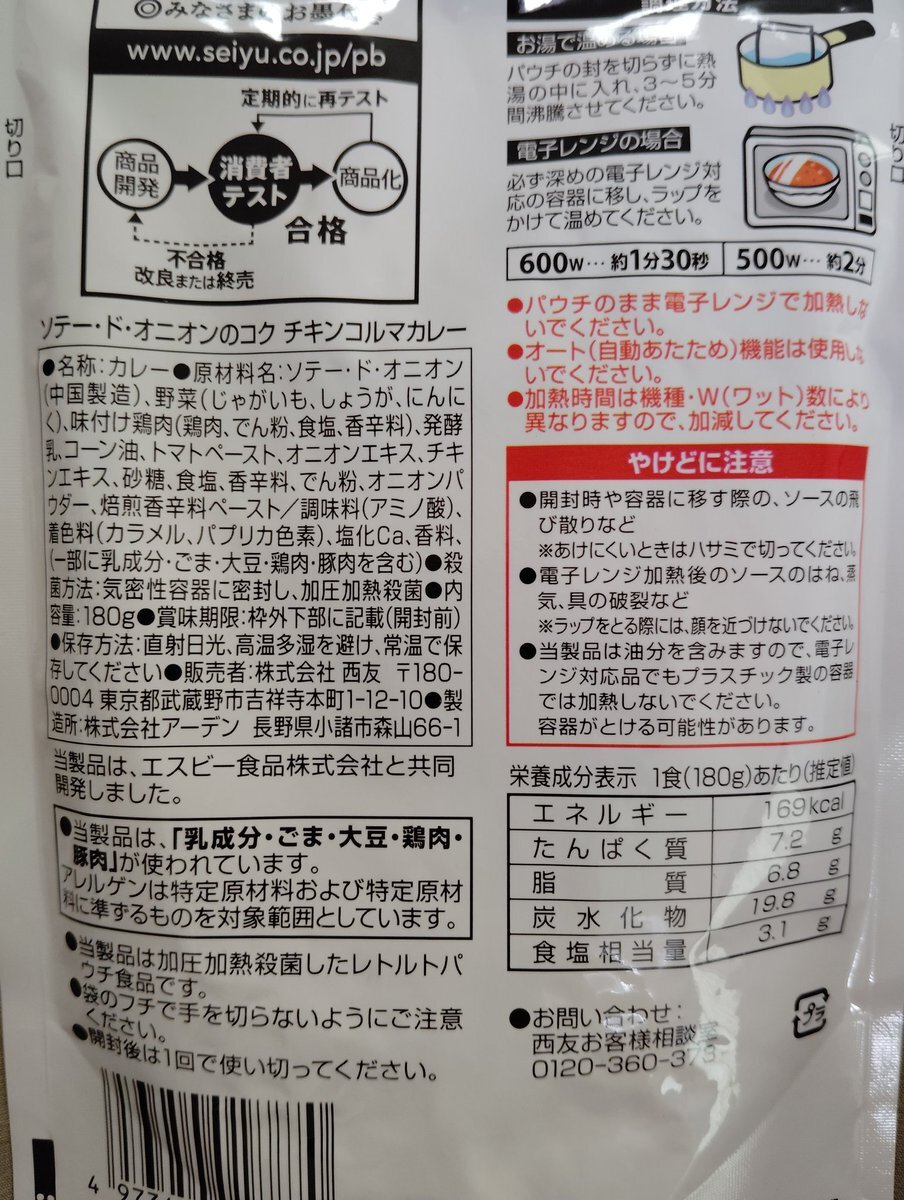 ◎みなさまのお墨付き
www.seiyu.co.jp/pb
定期的に再テスト
商品
開発
消費者
テスト
商品化
合格
不合格
改良または終売
切り口
ソテー・ド・オニオンのコク チキンコルマカレー
●名称:カレー●原材料名:ソテー・ド・オニオン
(中国製造)、野菜(じゃがいも、しょうが、にんに
く)、味付け鶏肉(鶏肉、でん粉、食塩、香辛料)、発酵
乳、コーン油、トマトペースト、オニオンエキス、チキ
ンエキス、砂糖、食塩、香辛料、でん粉、オニオンパ
ウダー、焙煎香辛料ペースト/調味料(アミノ酸)、
着色料(カラメル、パプリカ色素)、塩化Ca、香料、
(一部に乳成分・ごま・大豆・鶏肉・豚肉を含む)●殺
菌方法:気密性容器に密封し、加圧加熱殺菌●内
容量:180g●賞味期限:枠外下部に記載(開封前)
●保存方法:直射日光、高温多湿を避け、常温で保
存してください●販売者:株式会社 西友 〒180-
0004 東京都武蔵野市吉祥寺本町1-12-10●製
造所:株式会社アーデン 長野県小諸市森山66-1
当製品は、エスビー食品株式会社と共同
開発しました。
●当製品は、「乳成分・ごま・大豆・鶏肉・
豚肉」が使われています。
アレルゲンは特定原材料および特定原材
料に準ずるものを対象範囲としています。
●当製品は加圧加熱殺菌したレトルトパ
ウチ食品です。
●袋のフチで手を切らないようにご注意
ください。
●開封後は1回で使い切ってください。
4 9773
調理方法
お湯で温める場合
パウチの封を切らずに熱
湯の中に入れ、3〜5分
間沸騰させてください。
電子レンジの場合
必ず深めの電子レンジ対
応の容器に移し、ラップを
かけて温めてください。
600W… 約1分30秒 500W… 約2分
切り口
●パウチのまま電子レンジで加熱しな
いでください。
●オート(自動あたため)機能は使用しな
いでください。
●加熱時間は機種・W(ワット)数により
異なりますので、加減してください。
やけどに注意
●開封時や容器に移す際の、ソースの飛
び散りなど
※あけにくいときはハサミで切ってください。
●電子レンジ加熱後のソースのはね、蒸
気、具の破裂など
※ラップをとる際には、顔を近づけないでください。
●当製品は油分を含みますので、電子レ
ンジ対応品でもプラスチック製の容器
では加熱しないでください。
容器がとける可能性があります。
栄養成分表示 1食(180g)あたり(推定値)
エネルギー 169kcal
たんぱく質 7.2 g
脂質 6.8 g
炭水化物 19.8 g
食塩相当量 3.1 g
●お問い合わせ:
西友お客様相談室
0120-360-373
プラ